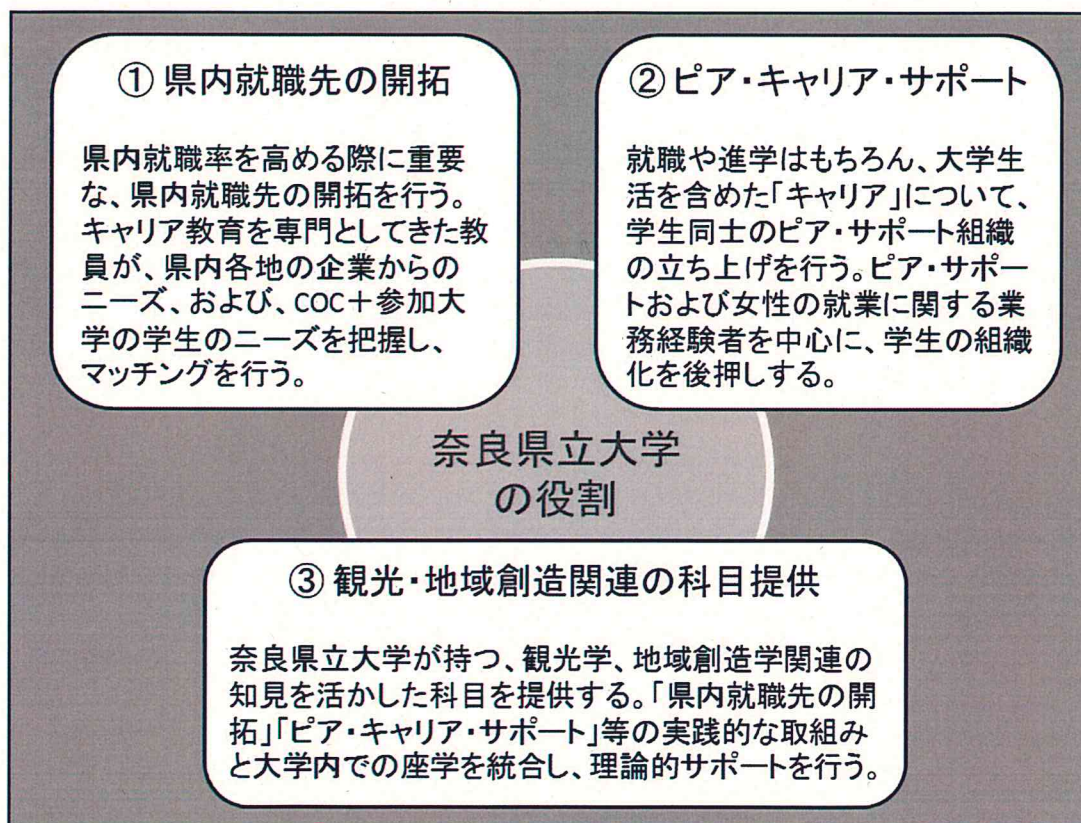 ① 県内就職先の開拓
県内就職率を高める際に重要
な、県内就職先の開拓を行う。
キャリア教育を専門としてきた教
員が、県内各地の企業からの
ニーズ、および、COC＋参加大
学の学生のニーズを把握し、
マッチングを行う。
② ピア・キャリア・サポート
就職や進学はもちろん、大学生
活を含めた「キャリア」について、
学生同士のピア・サポート組織
の立ち上げを行う。ピア・サポー
トおよび女性の就業に関する業
務経験者を中心に、学生の組織
化を後押しする。
奈良県立大学
の役割
③ 観光・地域創造関連の科目提供
奈良県立大学が持つ、観光学、地域創造学関連の
知見を活かした科目を提供する。「県内就職先の開
拓」「ピア・キャリア・サポート」等の実践的な取組み
と大学内での座学を統合し、理論的サポートを行う。